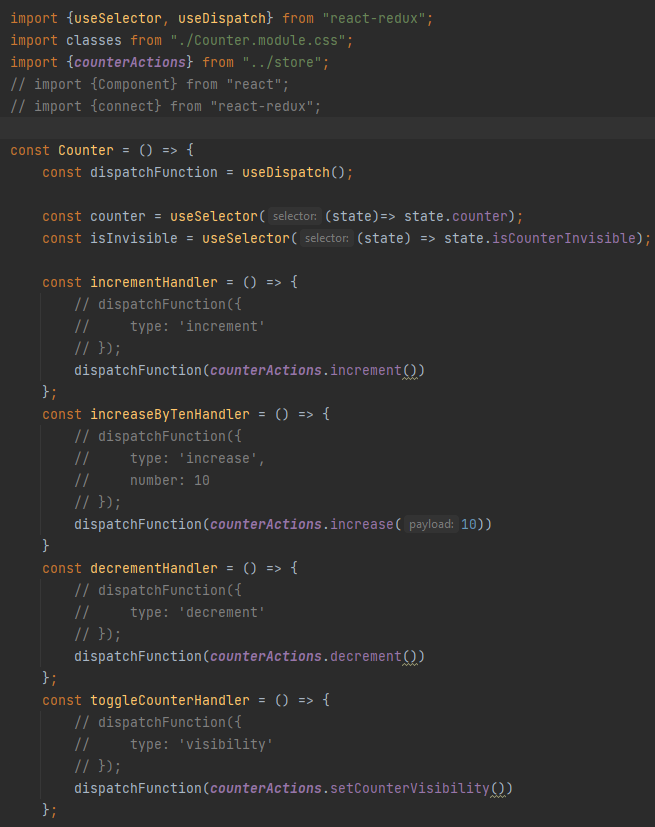 import {useSelector, useDispatch} from "react-redux";
import classes from "./Counter.module.css";
import {counterActions} from "../store";
// import {Component} from "react";
// import {connect} from "react-redux";
const Counter = () => {
    const dispatchFunction = useDispatch();
    const counter = useSelector( selector: (state)=> state.counter);
    const isInvisible = useSelector( selector: (state) => state.isCounterInvisible);
    const incrementHandler = () => {
        // dispatchFunction({
        //     type: 'increment'
        // });
        dispatchFunction(counterActions.increment())
    };
    const increaseByTenHandler = () => {
        // dispatchFunction({
        //     type: 'increase',
        //     number: 10
        // });
        dispatchFunction(counterActions.increase( payload: 10))
    }
    const decrementHandler = () => {
        // dispatchFunction({
        //     type: 'decrement'
        // });
        dispatchFunction(counterActions.decrement())
    };
    const toggleCounterHandler = () => {
        // dispatchFunction({
        //     type: 'visibility'
        // });
        dispatchFunction(counterActions.setCounterVisibility())
    };